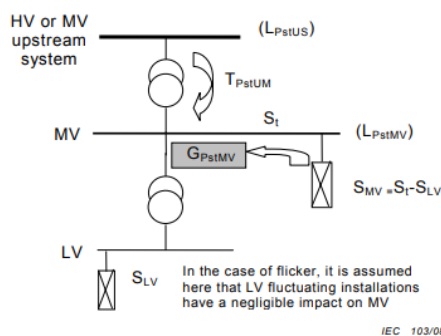 HV or MV
upstream
system
(LPstUS)
TPstUM
St
MV
(LPstMV)
GPstMV
SMV =St-SLV
LV
SLV
In the case of flicker, it is assumed
here that LV fluctuating installations
have a negligible impact on MV